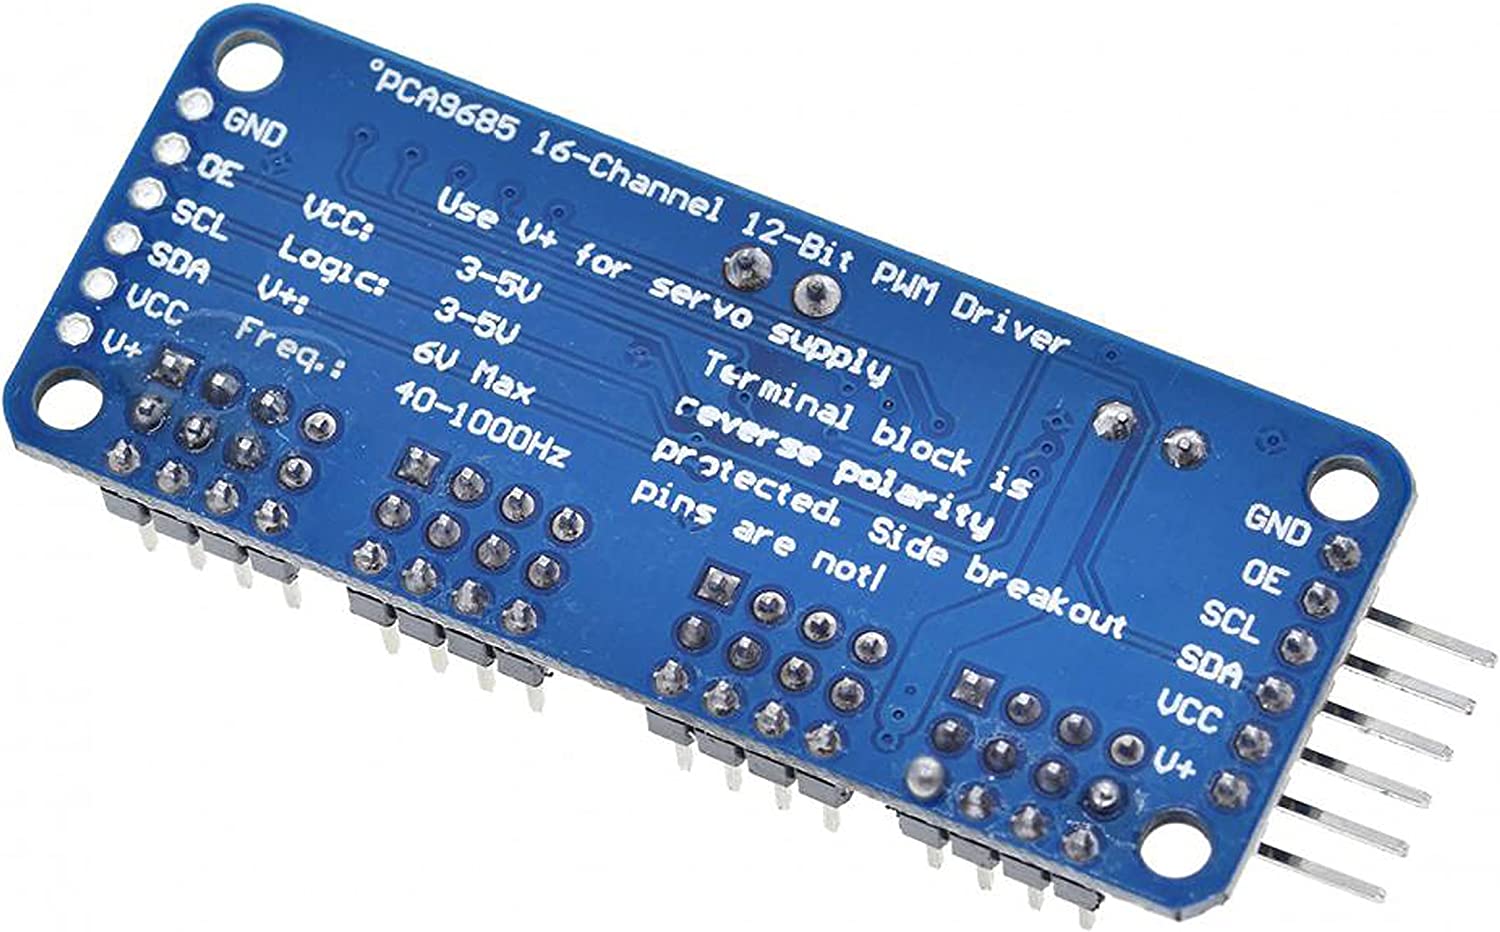 °PCA9685 16-Channel 12-Bit PWM Driver
GND
OE
SCL
SDA
VCC
V+
Use V+ for servo supply
VCC: 3-5V
Logic: 3-5V
V+: 6V Max
Freq.: 40-1000Hz
Terminal block is
reverse polarity
protected. Side breakout
pins are not!
GND
OE
SCL
SDA
VCC
V+